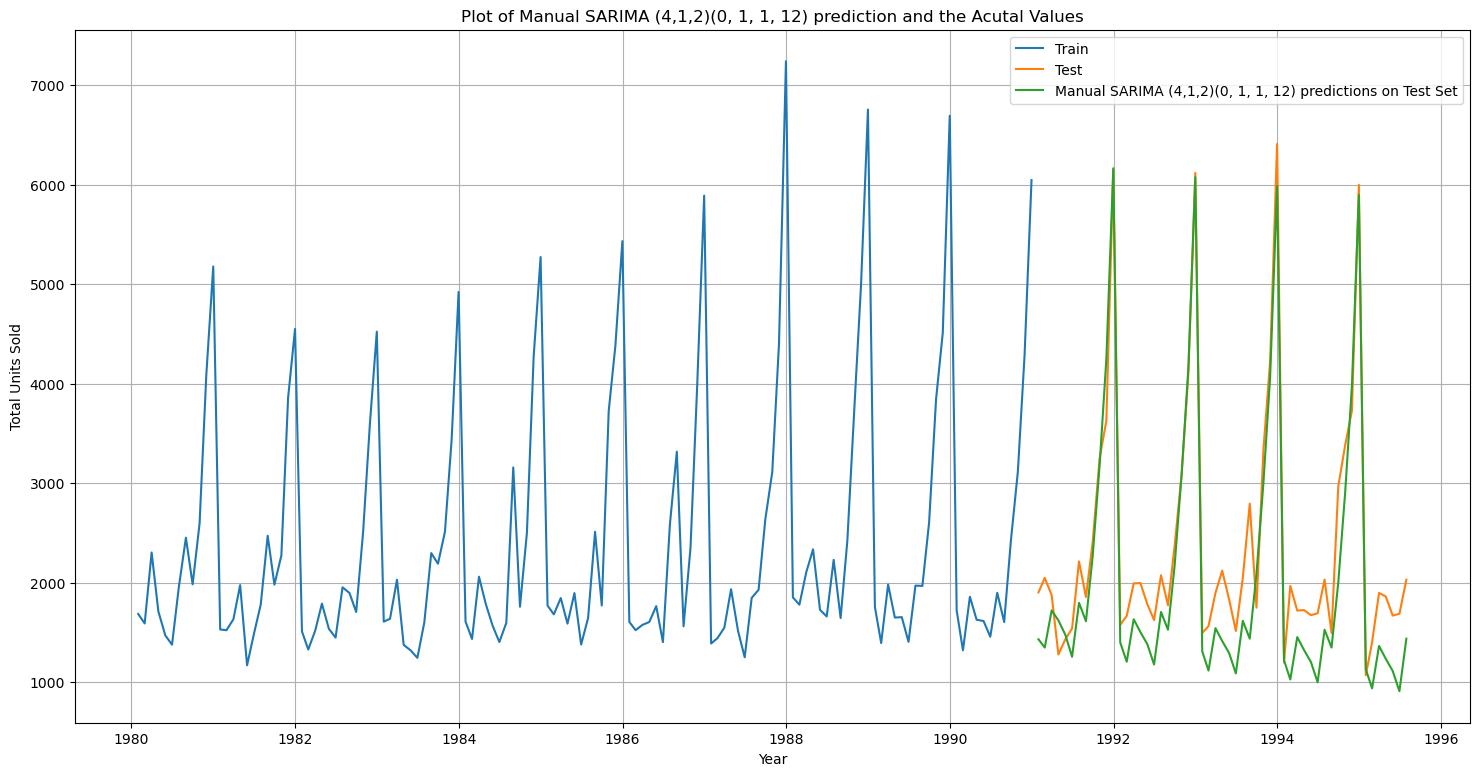 Plot of Manual SARIMA (4,1,2)(0, 1, 1, 12) prediction and the Acutal Values
Train
Test
Manual SARIMA (4,1,2)(0, 1, 1, 12) predictions on Test Set
Total Units Sold
7000
6000
5000
4000
3000
2000
1000
1980 1982 1984 1986 1988 1990 1992 1994 1996
Year